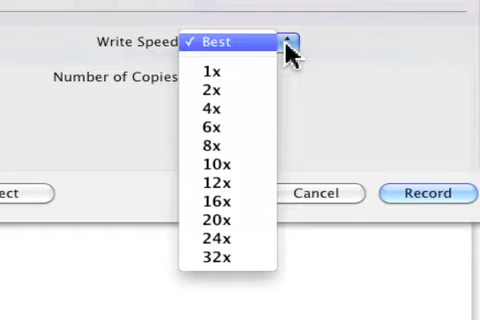 Write Speed ✓ Best
1x
Number of Copies
2x
4x
6x
8x
10x
12x
ect
16x
Cancel
Record
20x
24x
32x